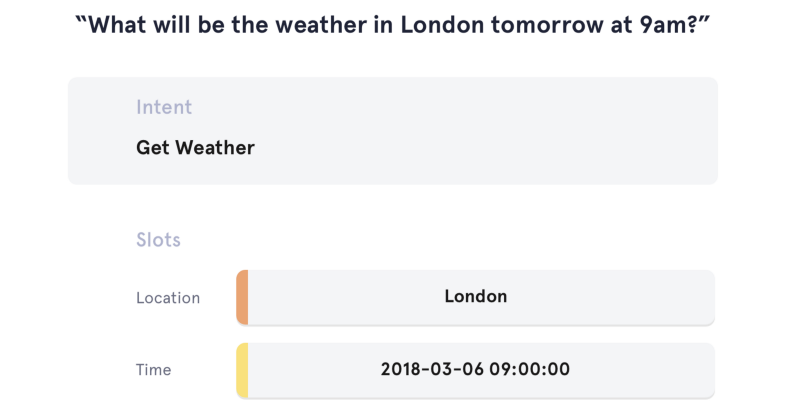 “What will be the weather in London tomorrow at 9am?”
Intent
Get Weather
Slots
Location London
Time 2018-03-06 09:00:00